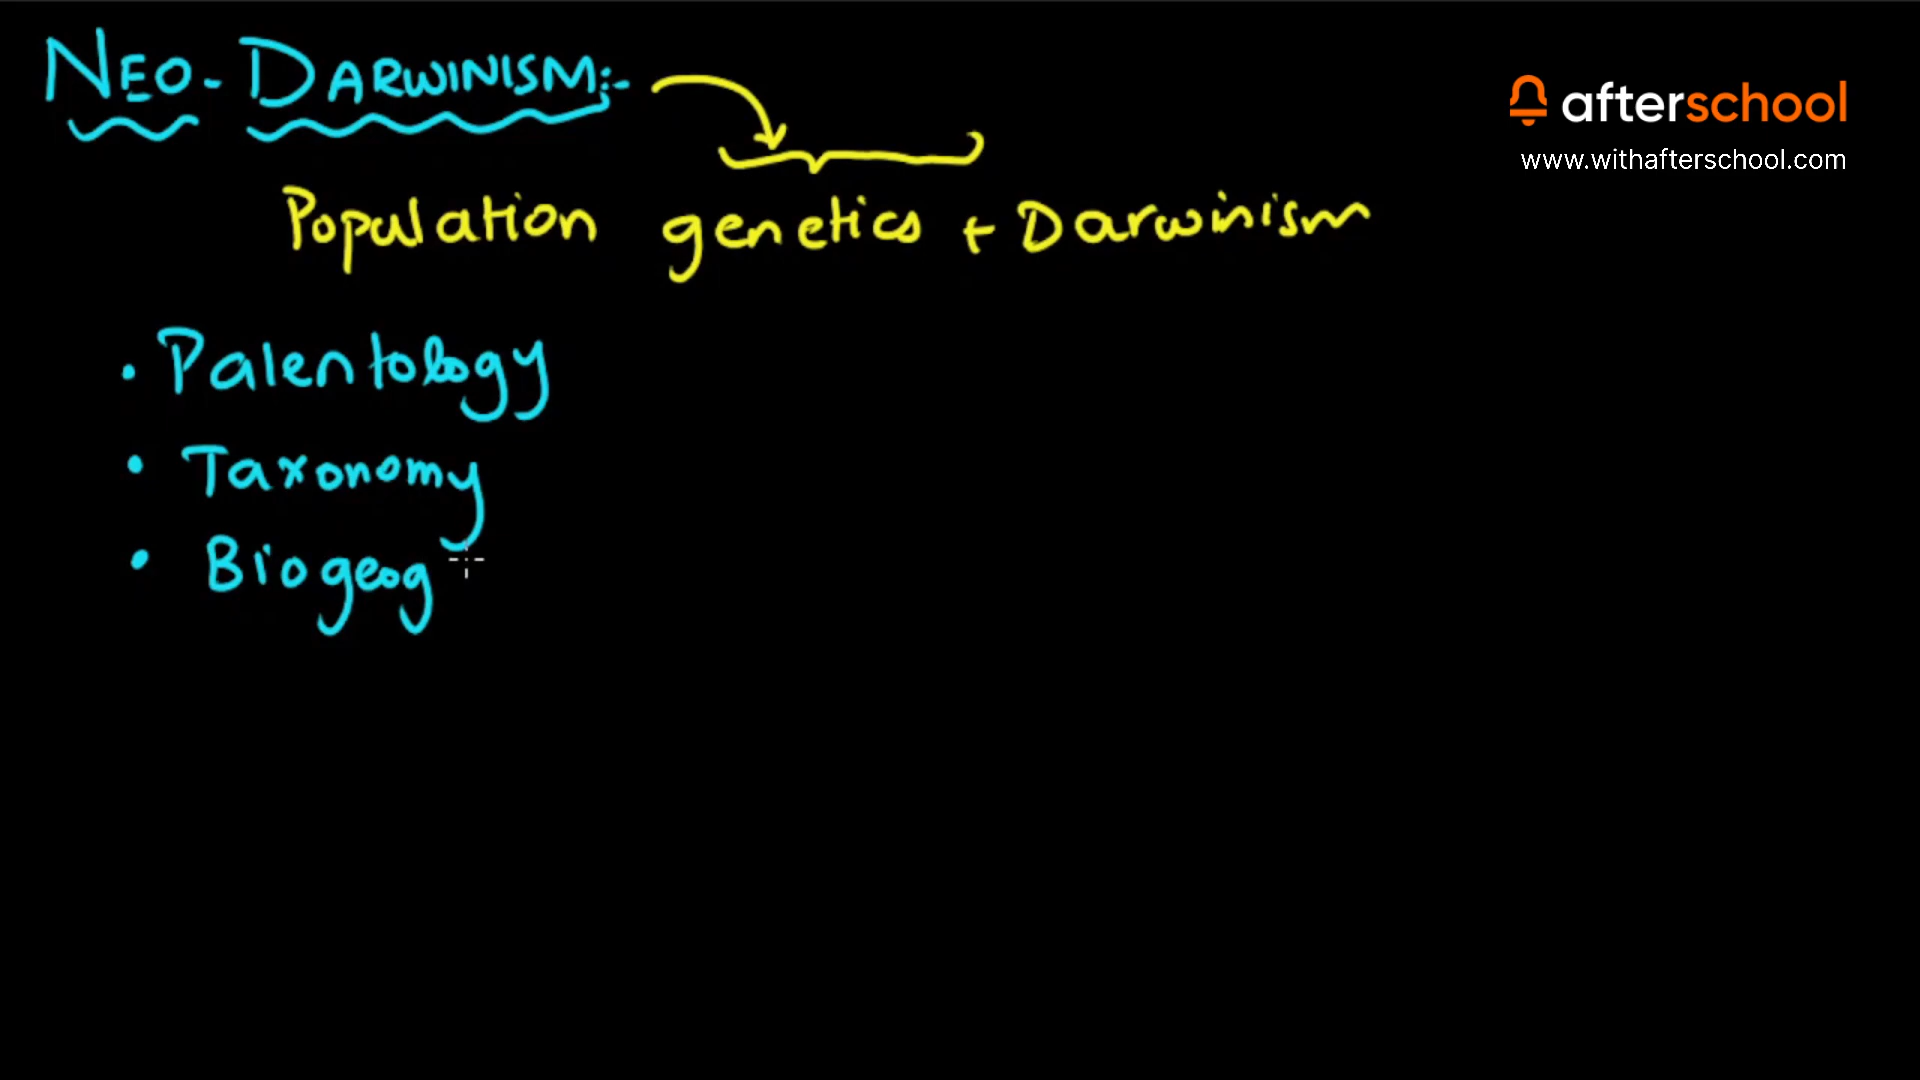 NEO-DARWINISM:-
afterschool
www.withafterschool.com
Population genetics + Darwinism
• Palentology
• Taxonomy
• Biogeog